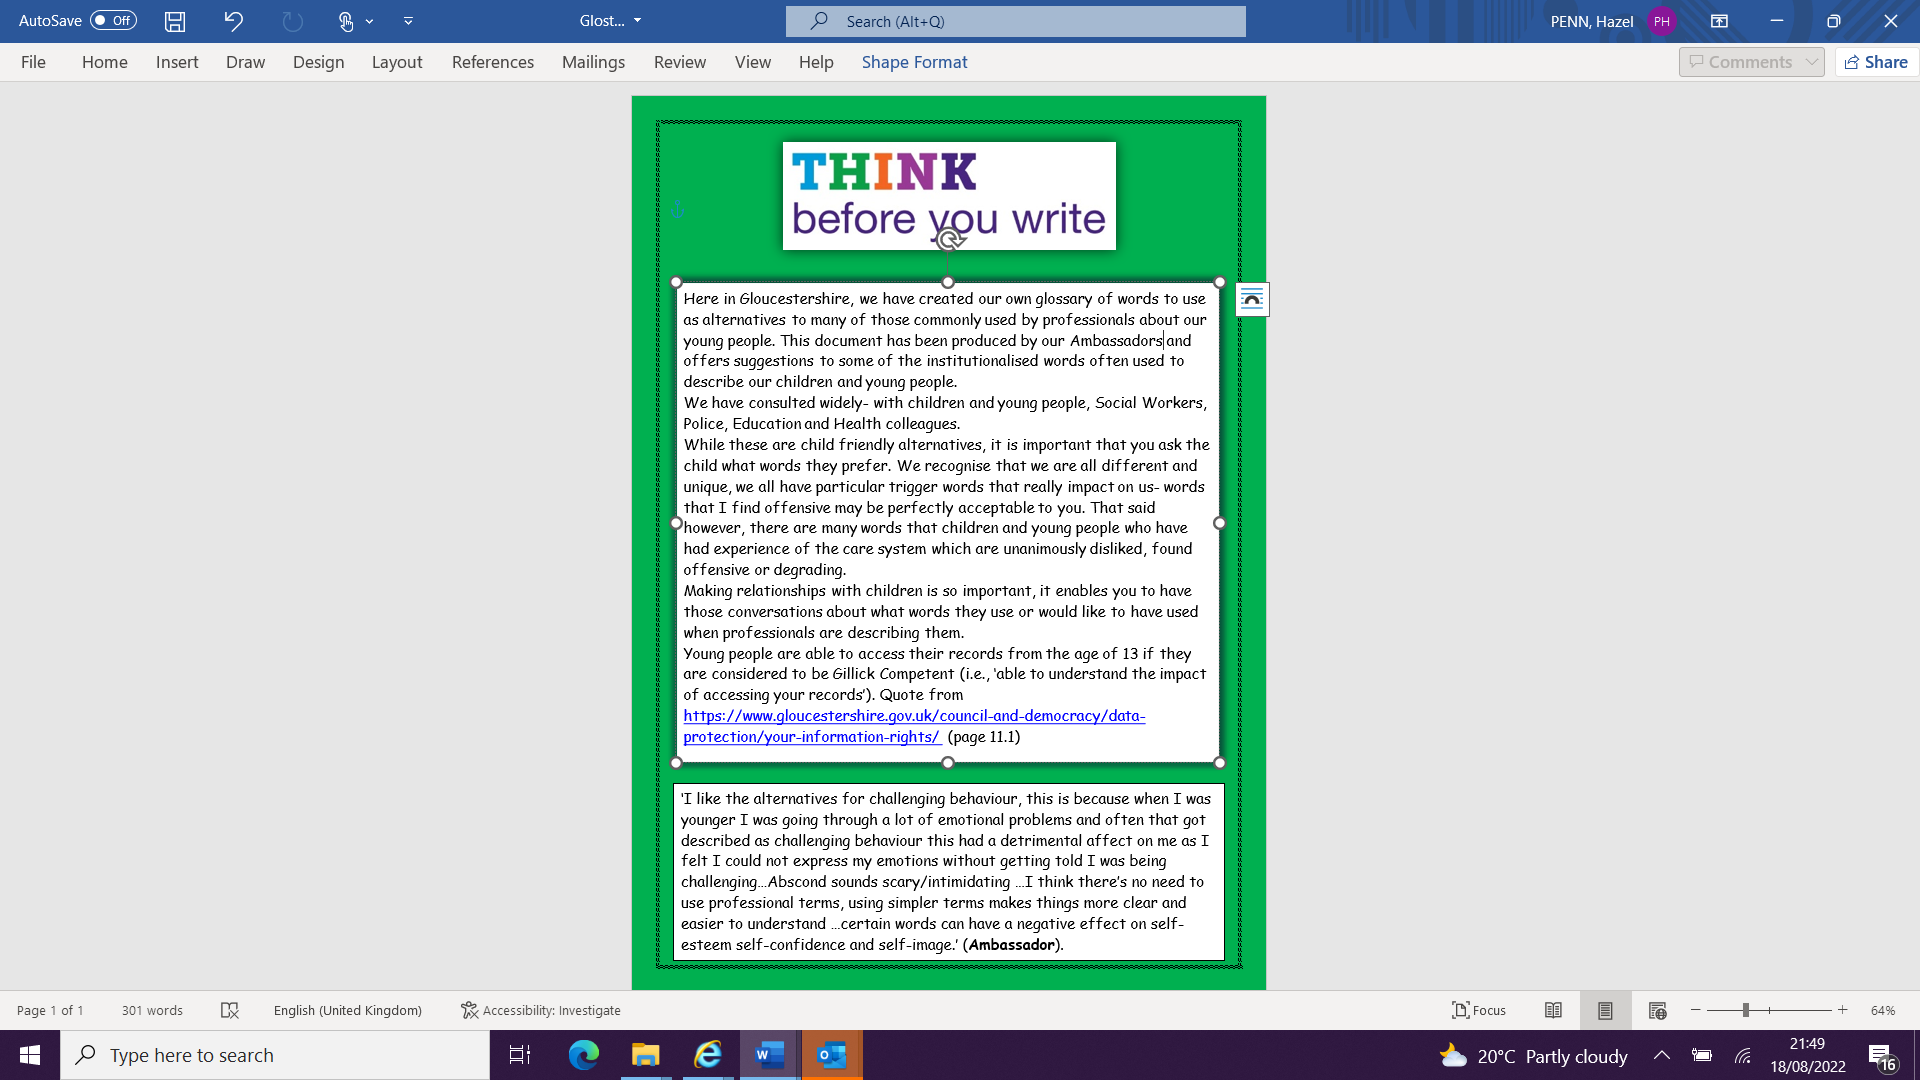 AutoSave Off Glost... Search (Alt+Q) PENN, Hazel PH
File Home Insert Draw Design Layout References Mailings Review View Help Shape Format Comments Share
THINK
before you write
Here in Gloucestershire, we have created our own glossary of words to use
as alternatives to many of those commonly used by professionals about our
young people. This document has been produced by our Ambassadors and
offers suggestions to some of the institutionalised words often used to
describe our children and young people.
We have consulted widely- with children and young people, Social Workers,
Police, Education and Health colleagues.
While these are child friendly alternatives, it is important that you ask the
child what words they prefer. We recognise that we are all different and
unique, we all have particular trigger words that really impact on us- words
that I find offensive may be perfectly acceptable to you. That said
however, there are many words that children and young people who have
had experience of the care system which are unanimously disliked, found
offensive or degrading.
Making relationships with children is so important, it enables you to have
those conversations about what words they use or would like to have used
when professionals are describing them.
Young people are able to access their records from the age of 13 if they
are considered to be Gillick Competent (i.e., ‘able to understand the impact
of accessing your records’). Quote from
https://www.gloucestershire.gov.uk/council-and-democracy/data-
protection/your-information-rights/ (page 11.1)
‘I like the alternatives for challenging behaviour, this is because when I was
younger I was going through a lot of emotional problems and often that got
described as challenging behaviour this had a detrimental affect on me as I
felt I could not express my emotions without getting told I was being
challenging…Abscond sounds scary/intimidating …I think there’s no need to
use professional terms, using simpler terms makes things more clear and
easier to understand …certain words can have a negative effect on self-
esteem self-confidence and self-image.’ (Ambassador).
Page 1 of 1 301 words English (United Kingdom) Accessibility: Investigate Focus 64%
Type here to search 20°C Partly cloudy 21:49
18/08/2022 16